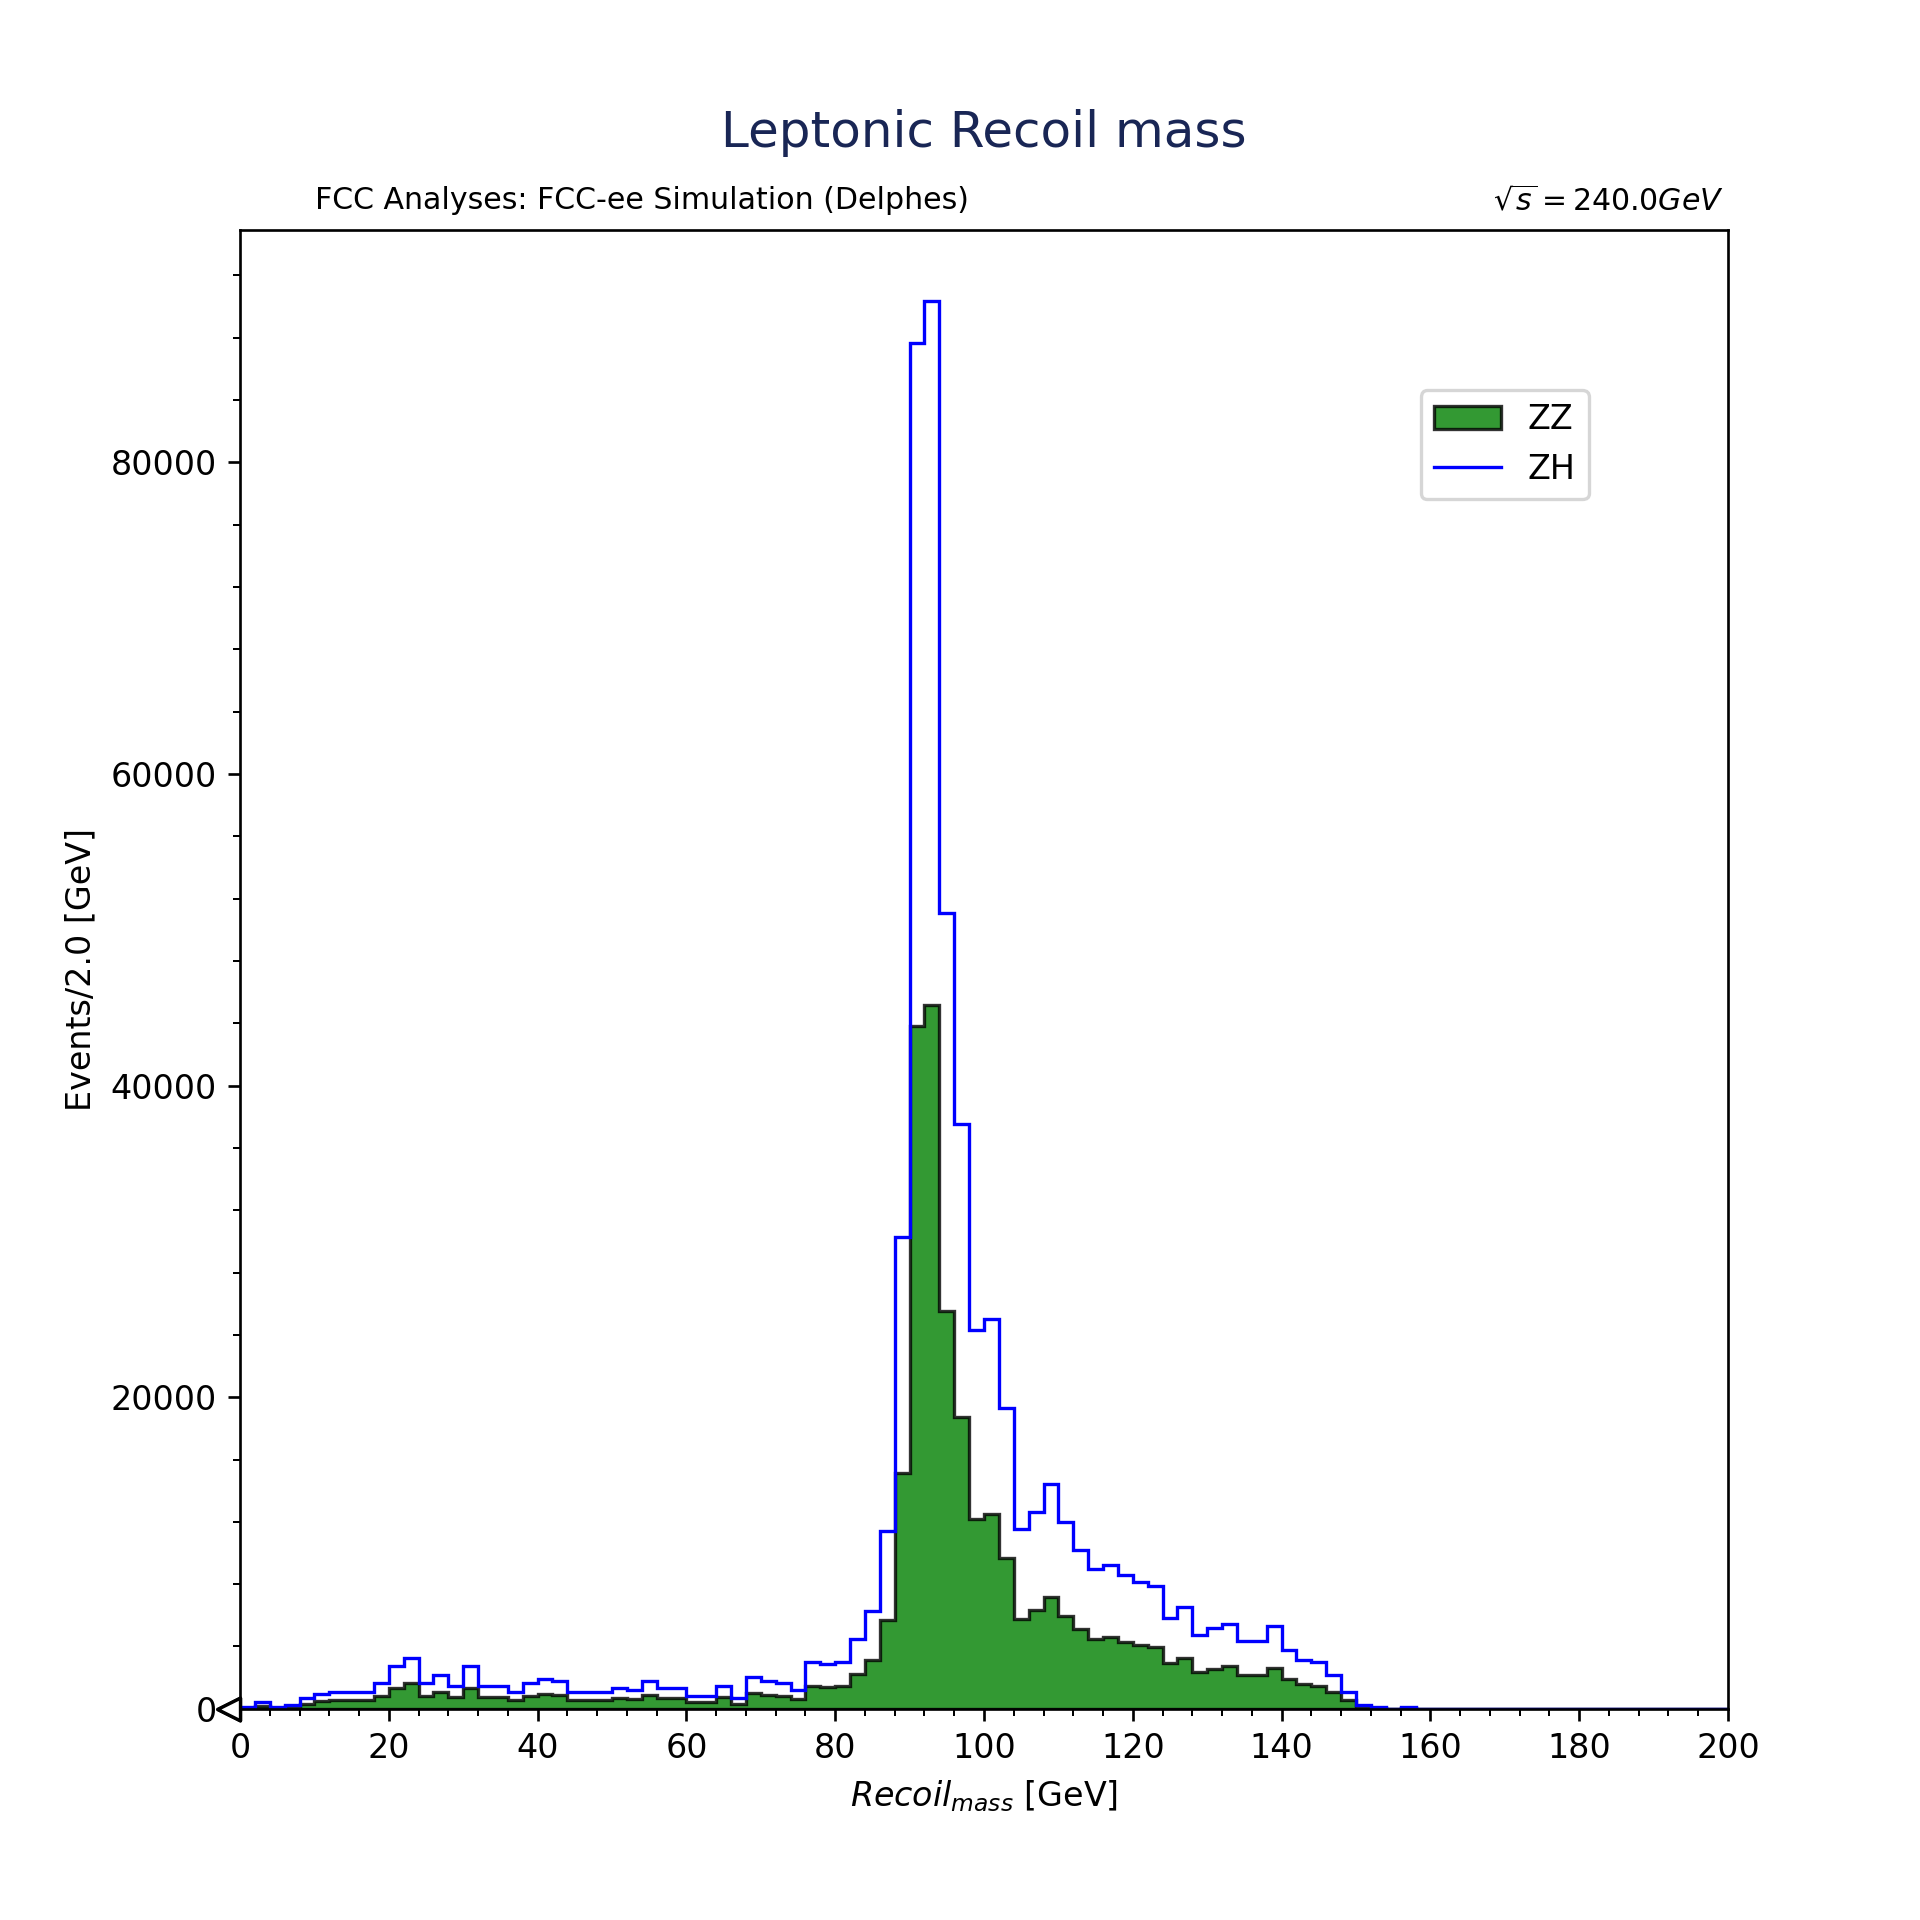 Leptonic Recoil mass
FCC Analyses: FCC-ee Simulation (Delphes)
√s = 240.0GeV
ZZ
ZH
80000
60000
40000
20000
0
Events/2.0 [GeV]
0 20 40 60 80 100 120 140 160 180 200
Recoil_mass [GeV]